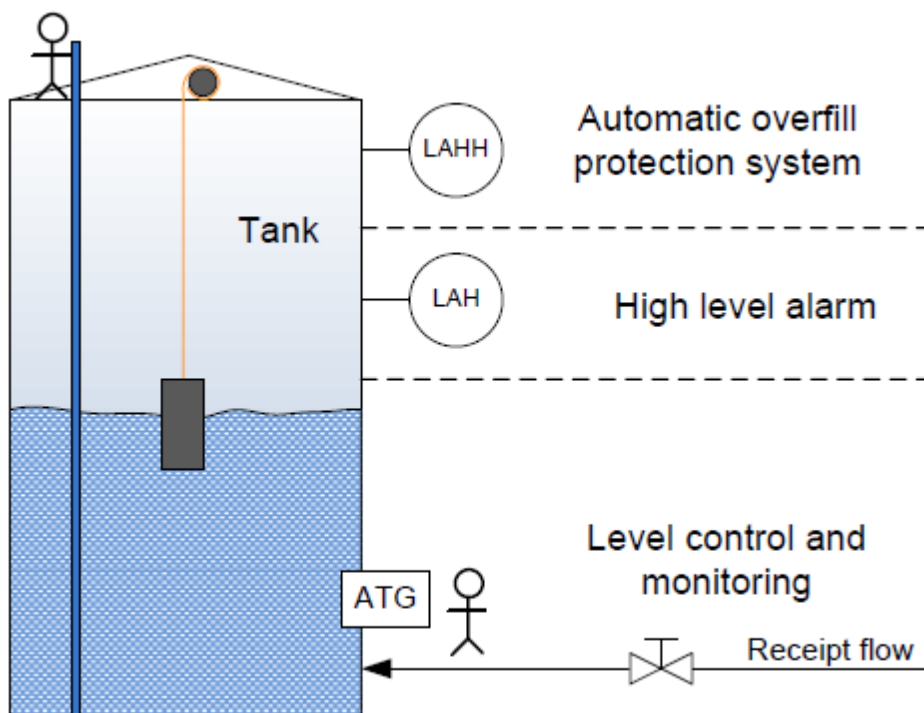 LAHH
Automatic overfill
protection system
Tank
LAH
High level alarm
Level control and
monitoring
ATG
Receipt flow